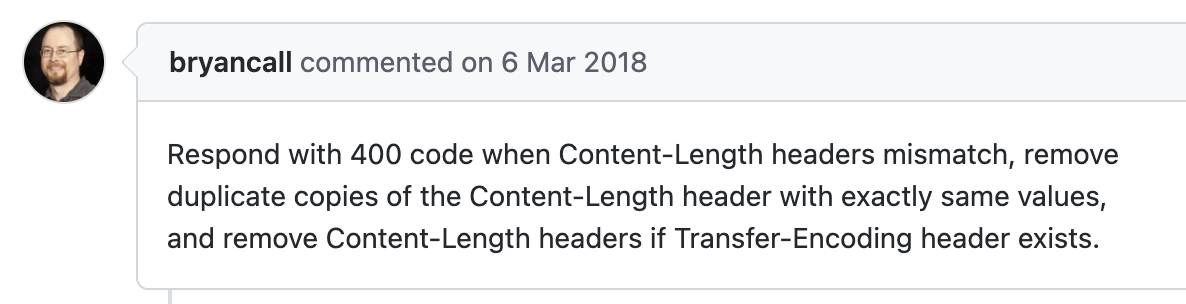 bryancall commented on 6 Mar 2018
Respond with 400 code when Content-Length headers mismatch, remove
duplicate copies of the Content-Length header with exactly same values,
and remove Content-Length headers if Transfer-Encoding header exists.